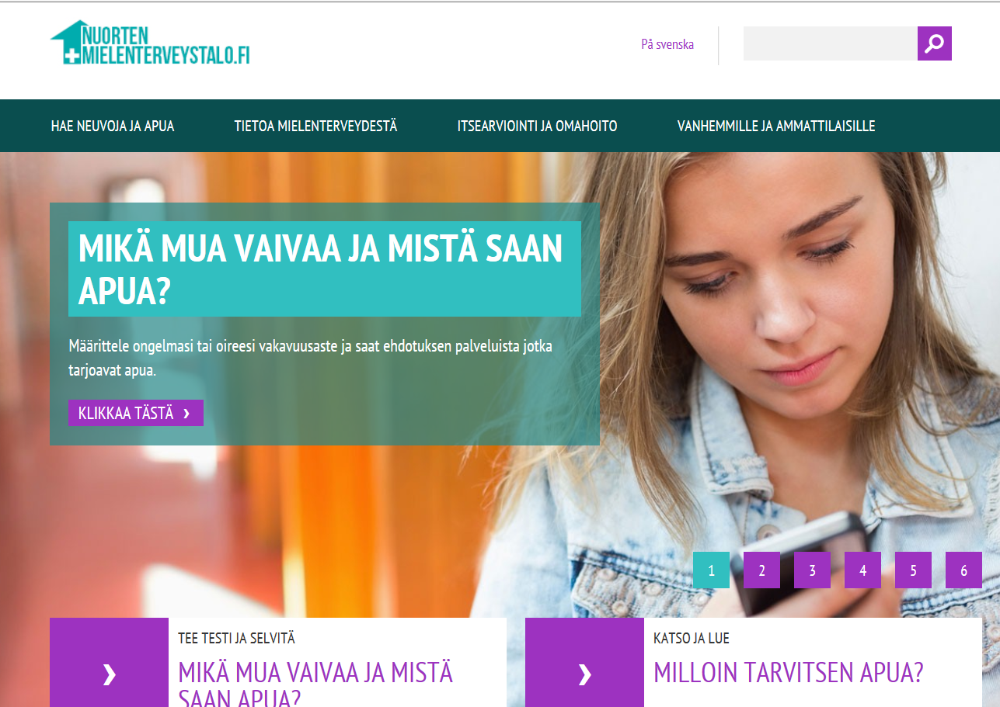 NUORTEN
MIELENTERVEYSTALO.FI
På svenska
HAE NEUVOJA JA APUA
TIETOA MIELENTERVEYDESTÄ
ITSEARVIOINTI JA OMAHOITO
VANHEMMILLE JA AMMATTILAISILLE
MIKÄ MUA VAIVAA JA MISTÄ SAAN
APUA?
Määrittele ongelmasi tai oireesi vakavuusaste ja saat ehdotuksen palveluista jotka
tarjoavat apua.
KLIKKAA TÄSTÄ
1 2 3 4 5 6
TEE TESTI JA SELVITÄ
MIKÄ MUA VAIVAA JA MISTÄ
SAAN APUA?
KATSO JA LUE
MILLOIN TARVITSEN APUA?